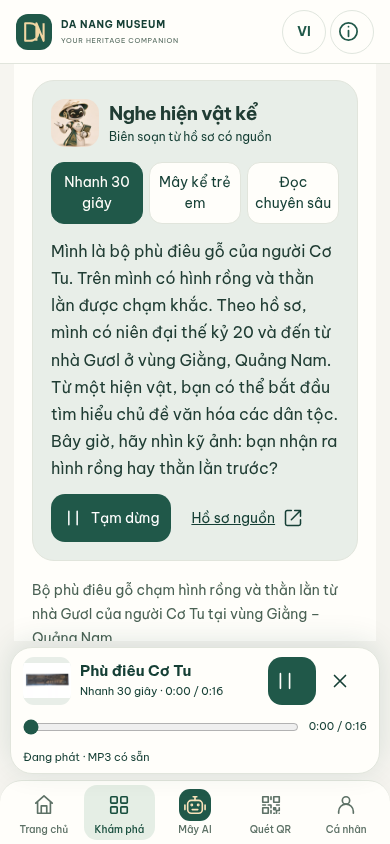 DA NANG MUSEUM
YOUR HERITAGE COMPANION
VI
Nghe hiện vật kể
Biên soạn từ hồ sơ có nguồn
Nhanh 30
giây
Mây kể trẻ
em
Đọc
chuyên sâu
Mình là bộ phù điêu gỗ của người Cơ
Tu. Trên mình có hình rồng và thằn
lằn được chạm khắc. Theo hồ sơ,
mình có niên đại thế kỷ 20 và đến từ
nhà Gươl ở vùng Giằng, Quảng Nam.
Từ một hiện vật, bạn có thể bắt đầu
tìm hiểu chủ đề văn hóa các dân tộc.
Bây giờ, hãy nhìn kỹ ảnh: bạn nhận ra
hình rồng hay thằn lằn trước?
Tạm dừng
Hồ sơ nguồn
Bộ phù điêu gỗ chạm hình rồng và thằn lằn từ
nhà Gươl của người Cơ Tu tại vùng Giằng –
Quảng Nam
Phù điêu Cơ Tu
Nhanh 30 giây · 0:00 / 0:16
0:00 / 0:16
Đang phát · MP3 có sẵn
Trang chủ
Khám phá
Mây AI
Quét QR
Cá nhân